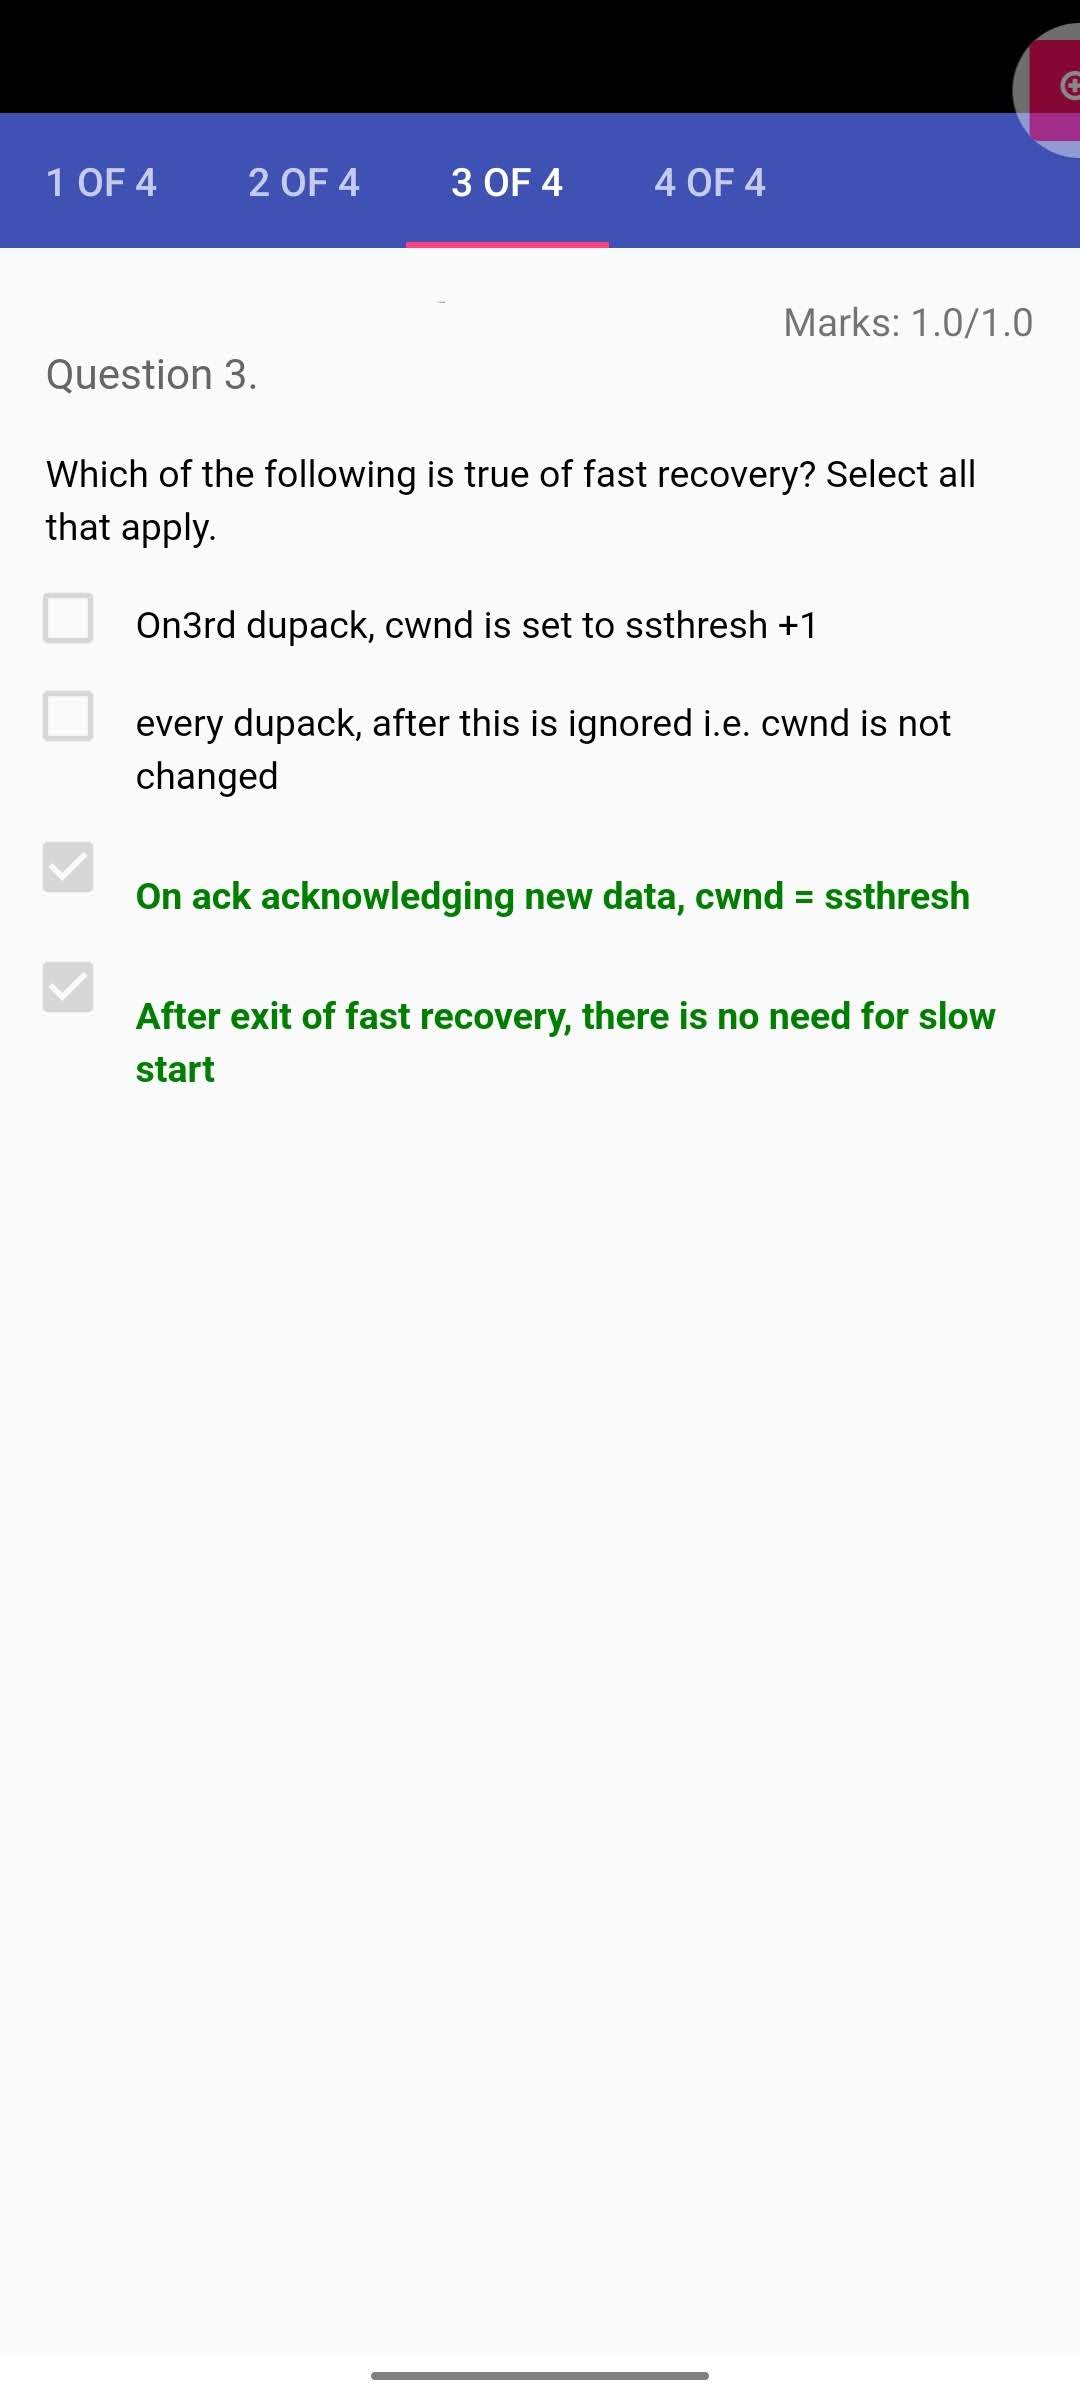 1 OF 4 2 OF 4 3 OF 4 4 OF 4
Marks: 1.0/1.0
Question 3.
Which of the following is true of fast recovery? Select all
that apply.
On3rd dupack, cwnd is set to ssthresh +1
every dupack, after this is ignored i.e. cwnd is not
changed
On ack acknowledging new data, cwnd = ssthresh
After exit of fast recovery, there is no need for slow
start